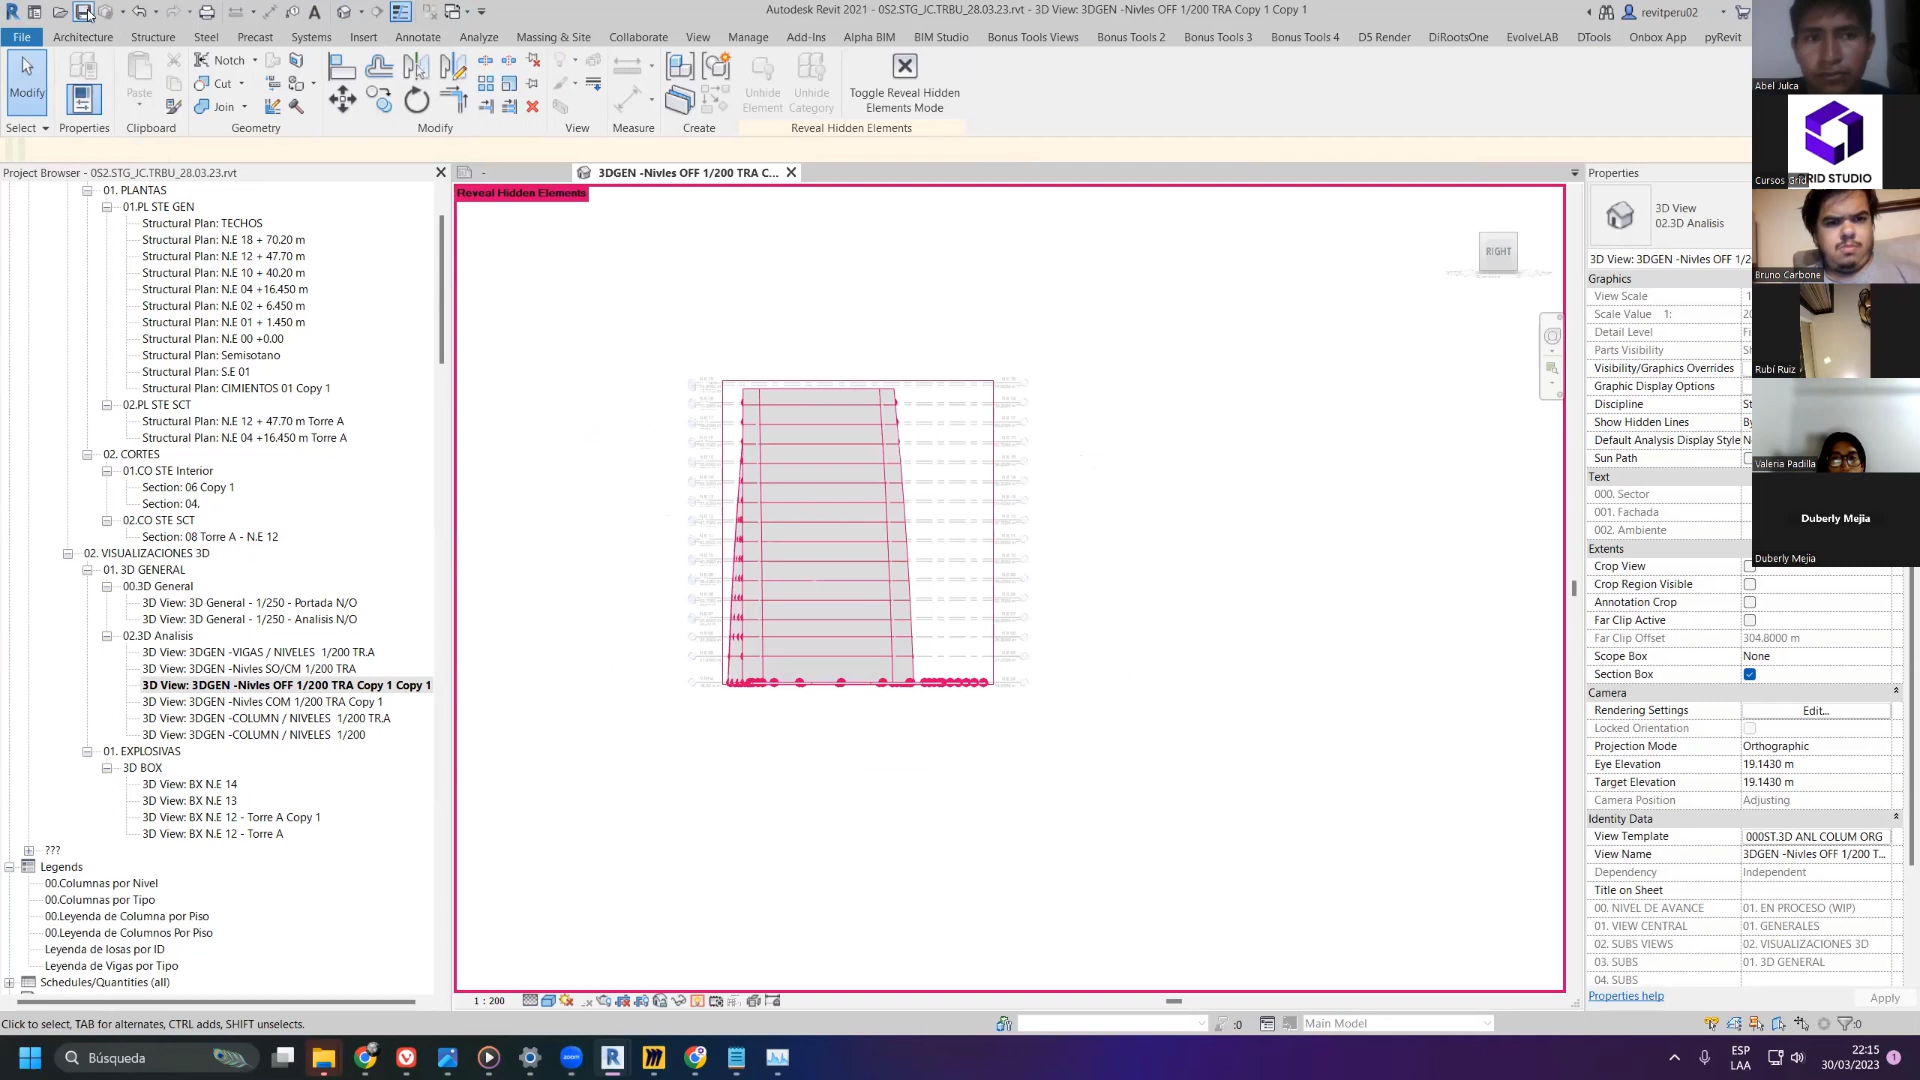 Autodesk Revit 2021 - 0S2.STG_JC.TRBU_28.03.23.rvt - 3D View: 3DGEN -Nivles OFF 1/200 TRA Copy 1 Copy 1
revitperu02
File Architecture Structure Steel Precast Systems Insert Annotate Analyze Massing & Site Collaborate View Manage Add-Ins Alpha BIM BIM Studio Bonus Tools Views Bonus Tools 2 Bonus Tools 3 Bonus Tools 4 D5 Render DiRootsOne EvolveLAB DTools Onbox App pyRevit
Modify
Paste
Notch
Cut
Join
Unhide Element
Unhide Category
Toggle Reveal Hidden Elements Mode
Select Properties Clipboard Geometry Modify View Measure Create Reveal Hidden Elements
Project Browser - 0S2.STG_JC.TRBU_28.03.23.rvt
01. PLANTAS
01.PL STE GEN
Structural Plan: TECHOS
Structural Plan: N.E 18 + 70.20 m
Structural Plan: N.E 12 + 47.70 m
Structural Plan: N.E 10 + 40.20 m
Structural Plan: N.E 04 +16.450 m
Structural Plan: N.E 02 + 6.450 m
Structural Plan: N.E 01 + 1.450 m
Structural Plan: N.E 00 +0.00
Structural Plan: Semisotano
Structural Plan: S.E 01
Structural Plan: CIMIENTOS 01 Copy 1
02.PL STE SCT
Structural Plan: N.E 12 + 47.70 m Torre A
Structural Plan: N.E 04 +16.450 m Torre A
02. CORTES
01.CO STE Interior
Section: 06 Copy 1
Section: 04.
02.CO STE SCT
Section: 08 Torre A - N.E 12
02. VISUALIZACIONES 3D
01. 3D GENERAL
00.3D General
3D View: 3D General - 1/250 - Portada N/O
3D View: 3D General - 1/250 - Analisis N/O
02.3D Analisis
3D View: 3DGEN -VIGAS / NIVELES 1/200 TR.A
3D View: 3DGEN -Nivles SO/CM 1/200 TRA
3D View: 3DGEN -Nivles OFF 1/200 TRA Copy 1 Copy 1
3D View: 3DGEN -Nivles COM 1/200 TRA Copy 1
3D View: 3DGEN -COLUMN / NIVELES 1/200 TR.A
3D View: 3DGEN -COLUMN / NIVELES 1/200
01. EXPLOSIVAS
3D BOX
3D View: BX N.E 14
3D View: BX N.E 13
3D View: BX N.E 12 - Torre A Copy 1
3D View: BX N.E 12 - Torre A
???
Legends
00.Columnas por Nivel
00.Columnas por Tipo
00.Leyenda de Columna por Piso
00.Leyenda de Columnos Por Piso
Leyenda de losas por ID
Leyenda de Vigas por Tipo
Schedules/Quantities (all)
3DGEN -Nivles OFF 1/200 TRA C...
Reveal Hidden Elements
RIGHT
1 : 200
Properties
3D View
02.3D Analisis
3D View: 3DGEN -Nivles OFF 1/2
Graphics
View Scale
Scale Value 1:
Detail Level
Parts Visibility
Visibility/Graphics Overrides
Graphic Display Options
Discipline
Show Hidden Lines
Default Analysis Display Style
Sun Path
Text
000. Sector
001. Fachada
002. Ambiente
Extents
Crop View
Crop Region Visible
Annotation Crop
Far Clip Active
Far Clip Offset 304.8000 m
Scope Box None
Section Box
Camera
Rendering Settings Edit...
Locked Orientation
Projection Mode Orthographic
Eye Elevation 19.1430 m
Target Elevation 19.1430 m
Camera Position Adjusting
Identity Data
View Template 000ST.3D ANL COLUM ORG
View Name 3DGEN -Nivles OFF 1/200 T...
Dependency Independent
Title on Sheet
00. NIVEL DE AVANCE 01. EN PROCESO (WIP)
01. VIEW CENTRAL 01. GENERALES
02. SUBS VIEWS 02. VISUALIZACIONES 3D
03. SUBS 01. 3D GENERAL
04. SUBS
Properties help Apply
Abel Julca
GRID STUDIO
Cursos Grid
Bruno Carbone
Rubí Ruiz
Valeria Padilla
Duberly Mejia
Duberly Mejia
Click to select, TAB for alternates, CTRL adds, SHIFT unselects.
:0
Main Model
:0
Búsqueda
ESP
LAA
22:15
30/03/2023
1